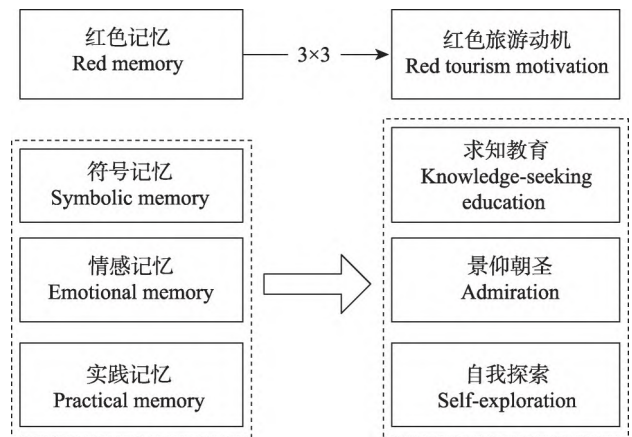 红色记忆
Red memory
3×3
红色旅游动机
Red tourism motivation
符号记忆
Symbolic memory
情感记忆
Emotional memory
实践记忆
Practical memory
求知教育
Knowledge-seeking
education
景仰朝圣
Admiration
自我探索
Self-exploration